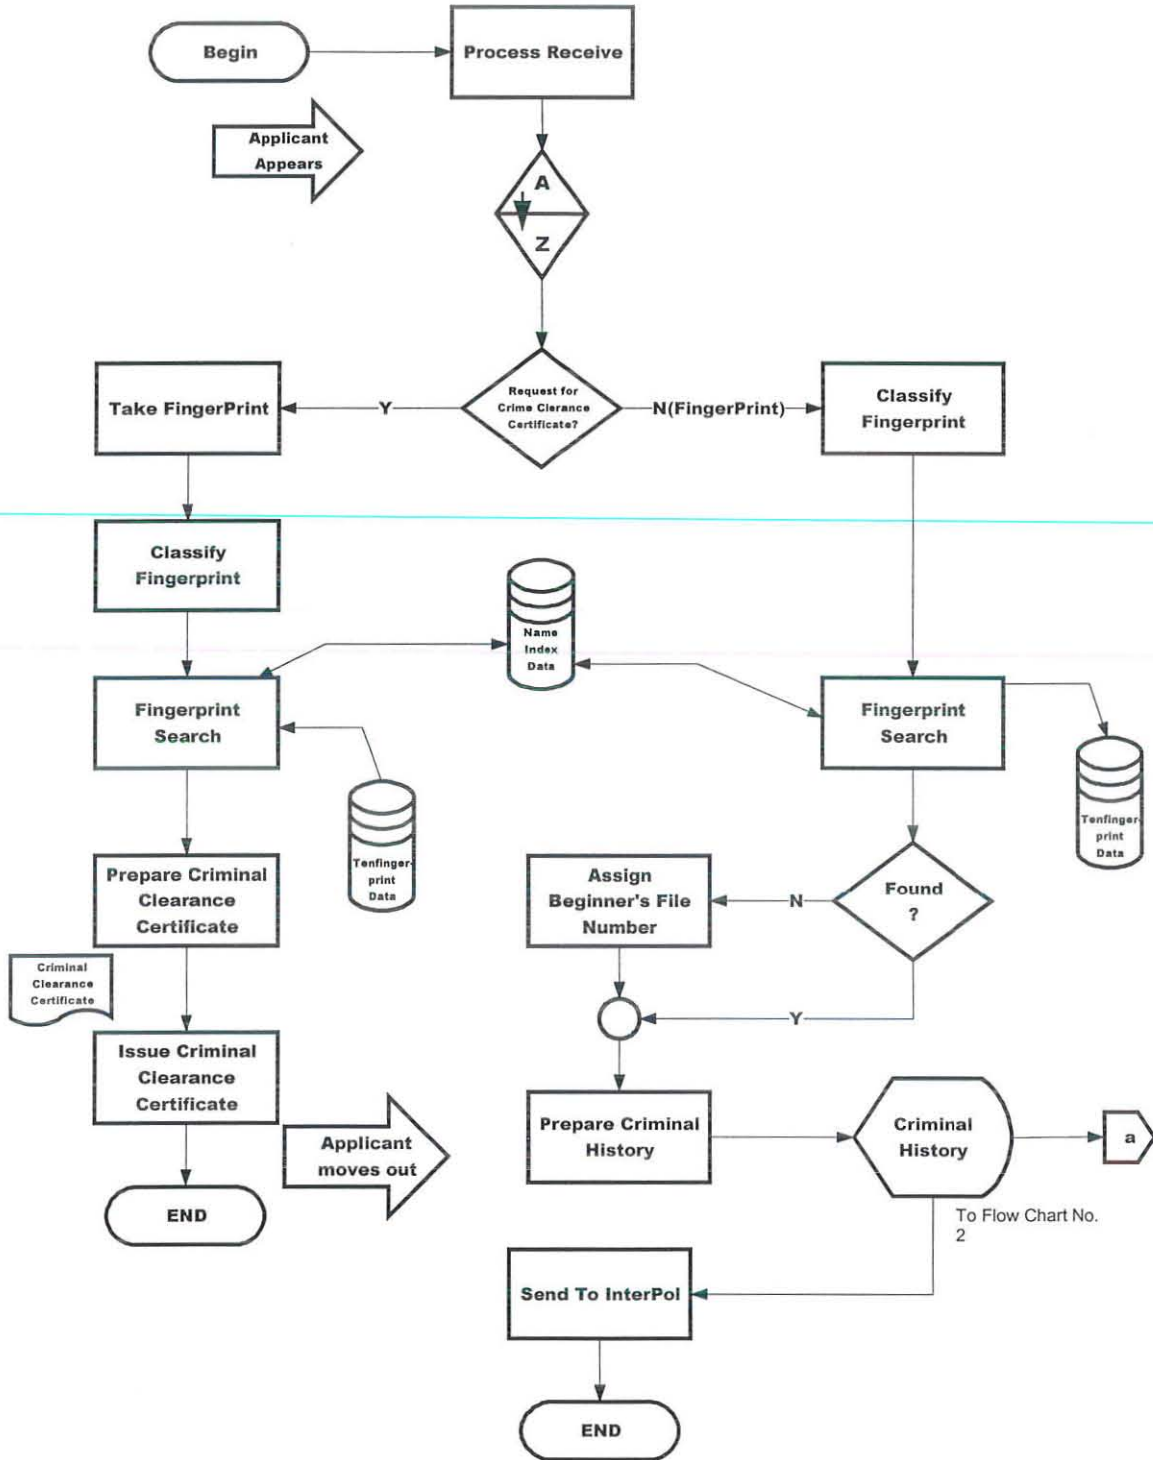 Begin
Process Receive
Applicant
Appears
A
Z
Request for
Crime Clerance
Certificate?
Take FingerPrint
Y
N(FingerPrint)
Classify
Fingerprint
Classify
Fingerprint
Name
Index
Data
Fingerprint
Search
Fingerprint
Search
Tenfinger-
print
Data
Tenfinger-
print
Data
Prepare Criminal
Clearance
Certificate
Assign
Beginner's File
Number
N
Found
?
Criminal
Clearance
Certificate
Y
Issue Criminal
Clearance
Certificate
Applicant
moves out
Prepare Criminal
History
Criminal
History
a
END
To Flow Chart No.
2
Send To InterPol
END